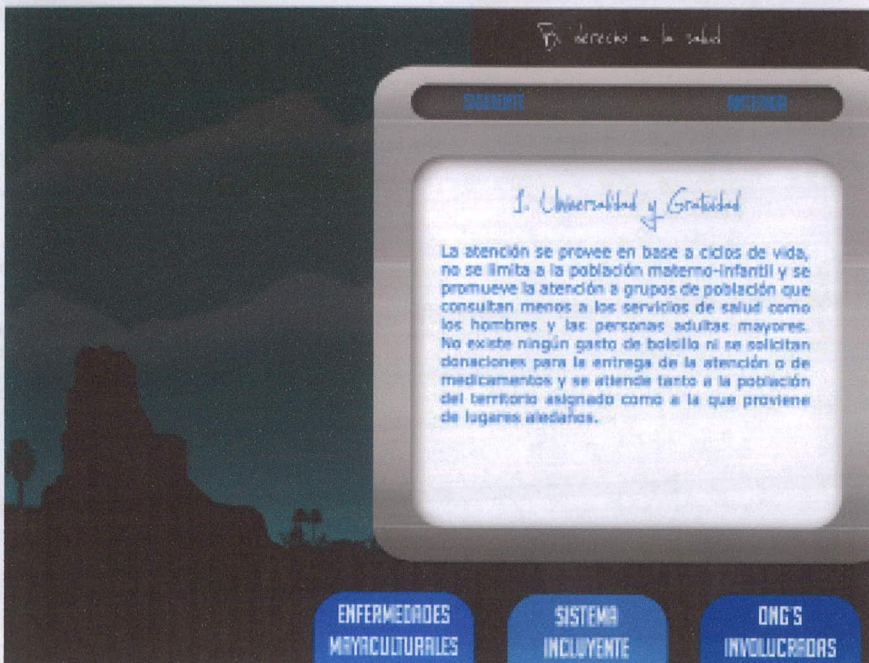 derecho a la salud
SIGUIENTE ANTERIOR
1. Universalidad y Gratuidad
La atención se provee en base a ciclos de vida,
no se limita a la población materno-infantil y se
promueve la atención a grupos de población que
consultan menos a los servicios de salud como
los hombres y las personas adultas mayores.
No existe ningún gasto de bolsillo ni se solicitan
donaciones para la entrega de la atención o de
medicamentos y se atiende tanto a la población
del territorio asignado como a la que proviene
de lugares aledaños.
ENFERMEDADES
MAYACULTURALES
SISTEMA
INCLUYENTE
ONG'S
INVOLUCRADAS